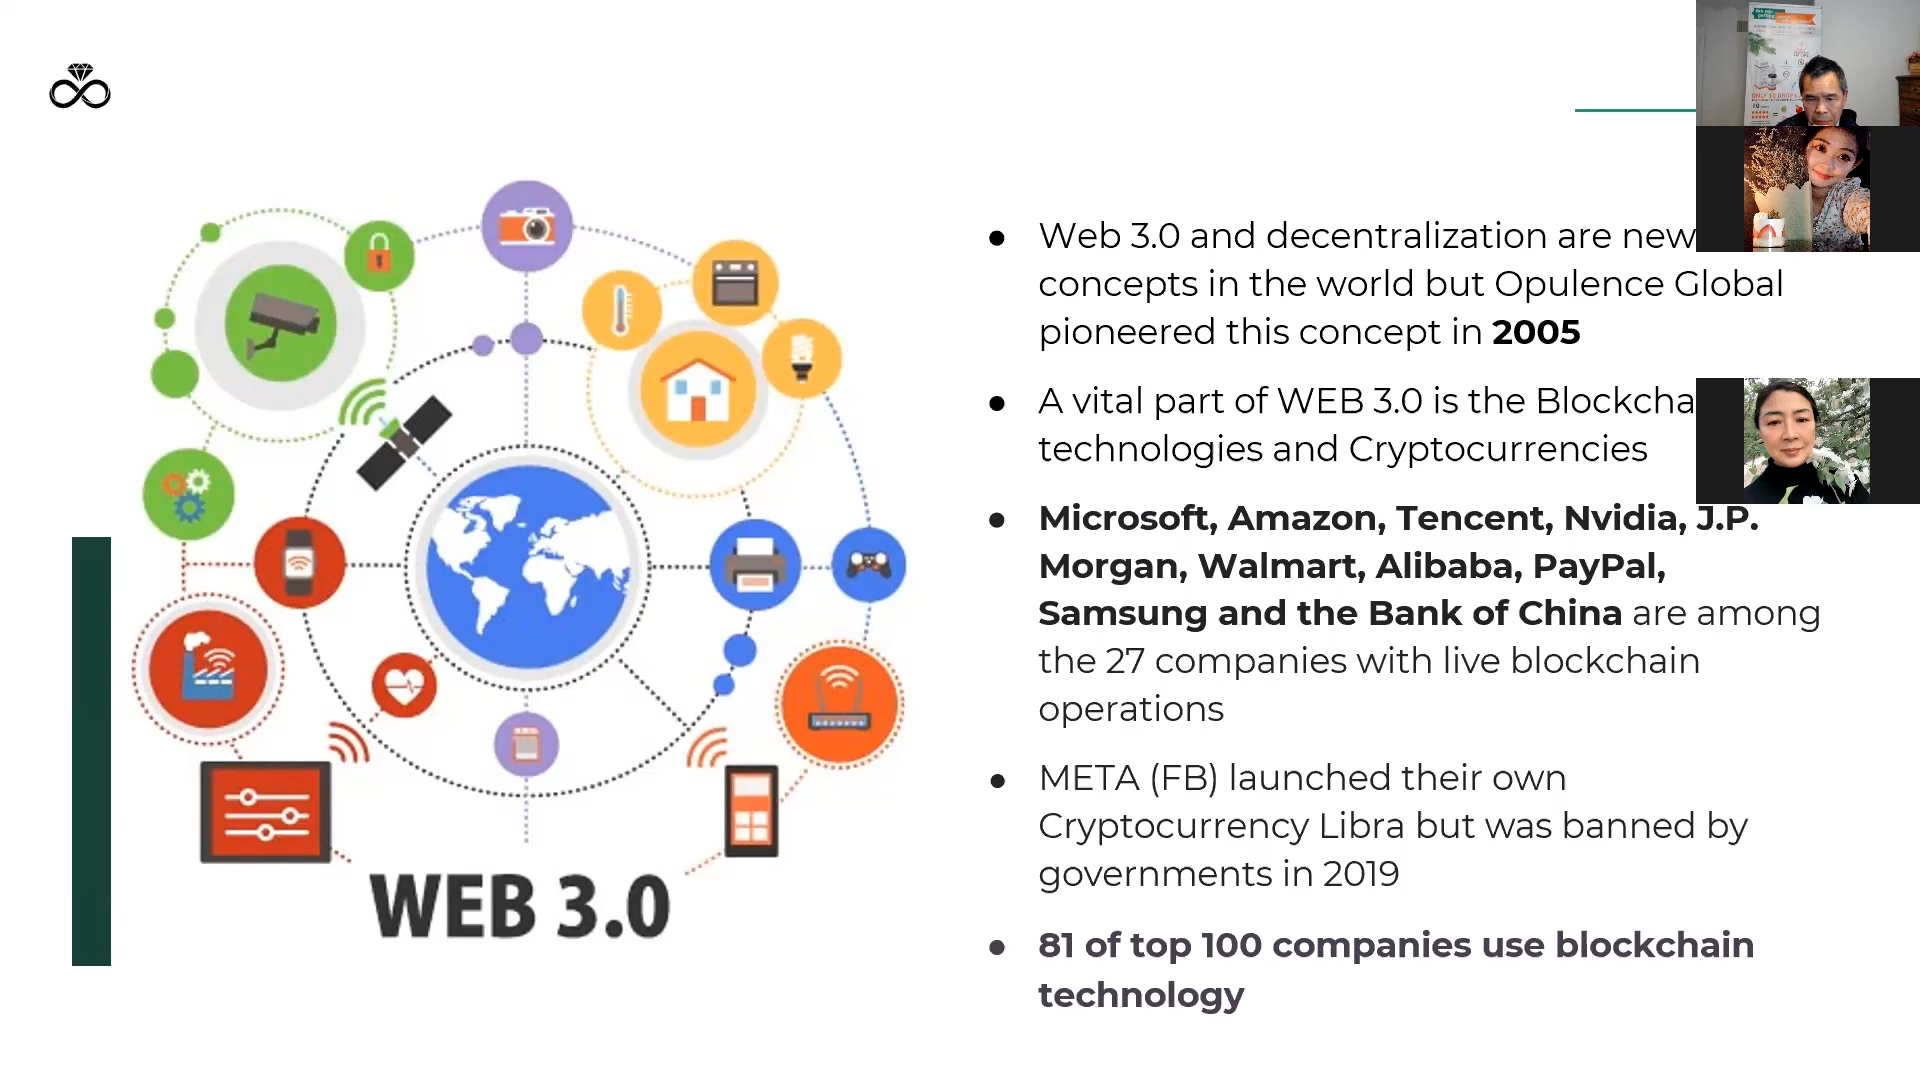 Web 3.0 and decentralization are new
concepts in the world but Opulence Global
pioneered this concept in 2005
A vital part of WEB 3.0 is the Blockcha
technologies and Cryptocurrencies
Microsoft, Amazon, Tencent, Nvidia, J.P.
Morgan, Walmart, Alibaba, PayPal,
Samsung and the Bank of China are among
the 27 companies with live blockchain
operations
META (FB) launched their own
Cryptocurrency Libra but was banned by
governments in 2019
81 of top 100 companies use blockchain
technology
WEB 3.0
ONLY 10 DROPS